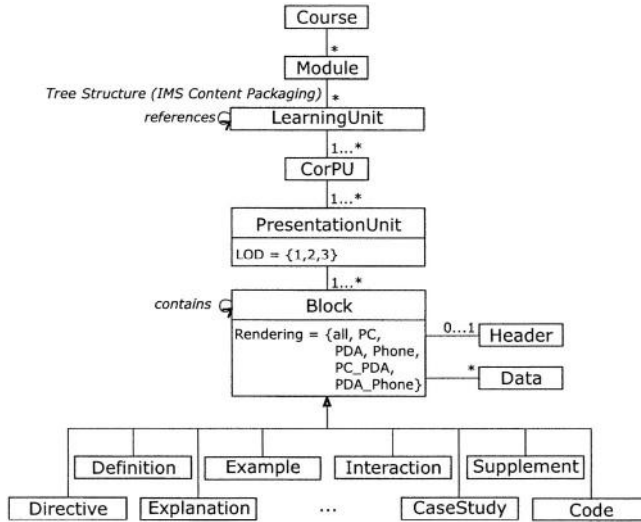 Course
*
Module
Tree Structure (IMS Content Packaging)
*
references
LearningUnit
1...*
CorPU
1...*
PresentationUnit
LOD = {1,2,3}
1...*
contains
Block
Rendering = {all, PC,
PDA, Phone,
PC_PDA,
PDA_Phone}
0...1
Header
*
Data
Definition
Example
Interaction
Supplement
Directive
Explanation
...
CaseStudy
Code